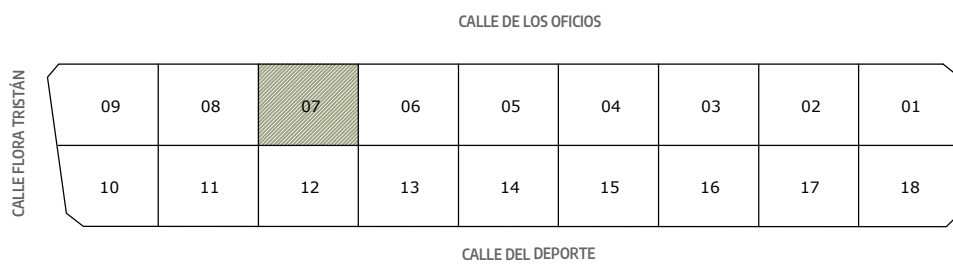 CALLE DE LOS OFICIOS
CALLE FLORA TRISTÁN
09 08 07 06 05 04 03 02 01
10 11 12 13 14 15 16 17 18
CALLE DEL DEPORTE